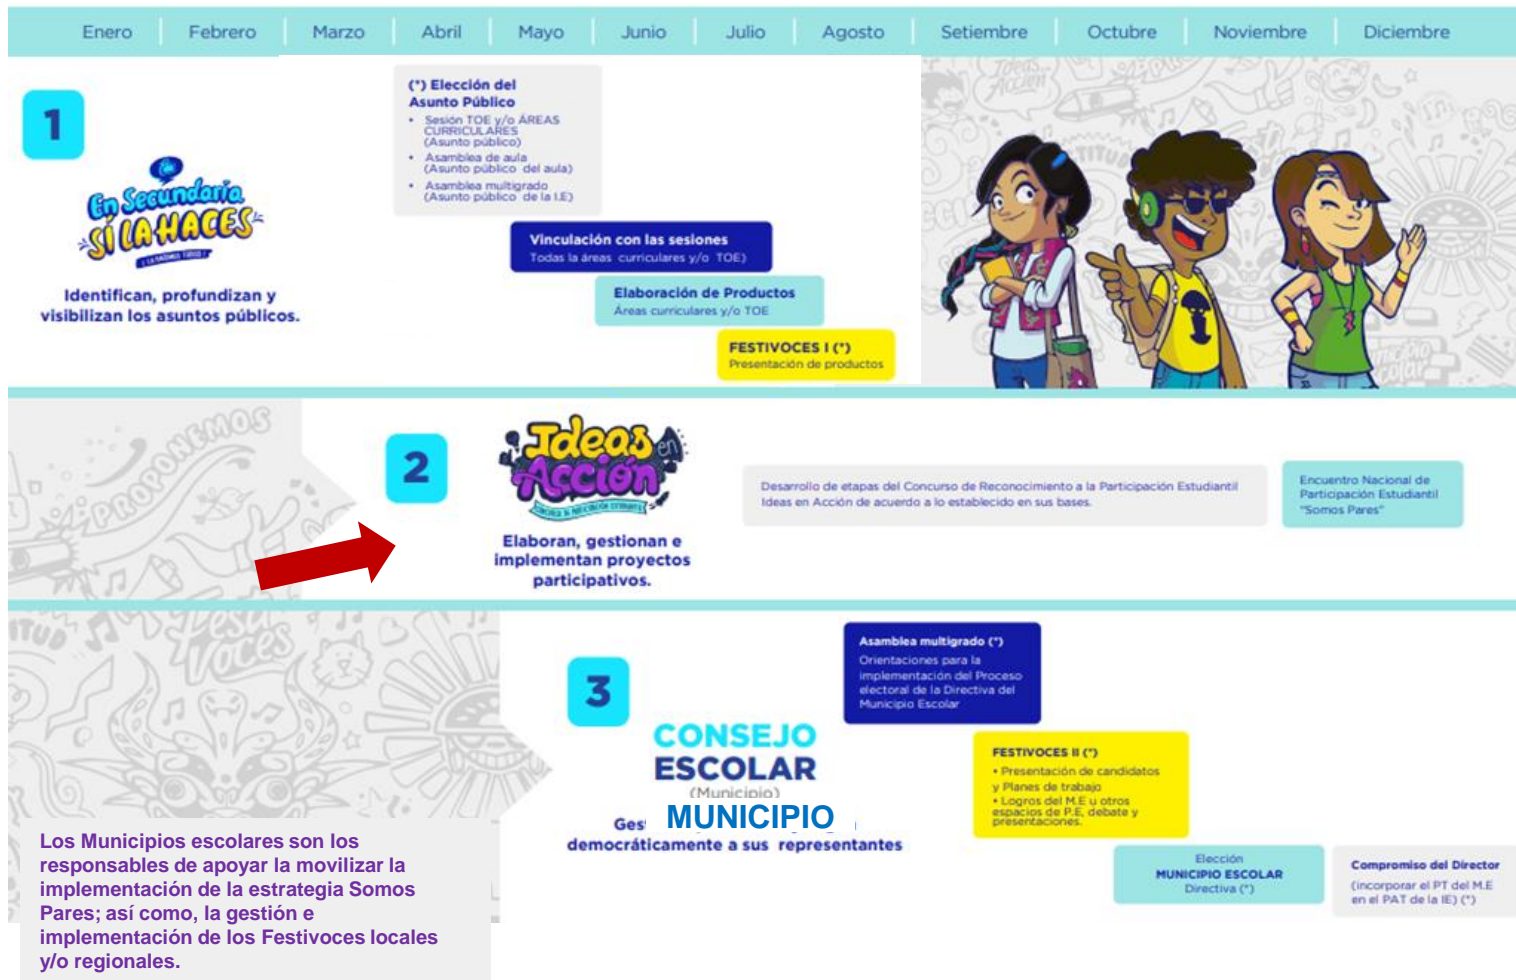 Enero Febrero Marzo Abril Mayo Junio Julio Agosto Setiembre Octubre Noviembre Diciembre
1
En Secundaria
SÍ LA HACES
Identifican, profundizan y
visibilizan los asuntos públicos.
(*) Elección del
Asunto Público
• Sesión TOE y/o ÁREAS
CURRICULARES
(Asunto público)
• Asamblea de aula
(Asunto público del aula)
• Asamblea multigrado
(Asunto público de la I.E)
Vinculación con las sesiones
Todas la áreas curriculares y/o TOE)
Elaboración de Productos
Áreas curriculares y/o TOE
FESTIVOCES I (*)
Presentación de productos
PROPONEMOS
2
Ideas en
Acción
Elaboran, gestionan e
implementan proyectos
participativos.
Desarrollo de etapas del Concurso de Reconocimiento a la Participación Estudiantil
Ideas en Acción de acuerdo a lo establecido en sus bases.
Encuentro Nacional de
Participación Estudiantil
"Somos Pares"
3
CONSEJO
ESCOLAR
(Municipio)
MUNICIPIO
Ges
democráticamente a sus representantes
Asamblea multigrado (*)
Orientaciones para la
implementación del Proceso
electoral de la Directiva del
Municipio Escolar
FESTIVOCES II (*)
• Presentación de candidatos
y Planes de trabajo
• Logros del M.E u otros
espacios de P.E, debate y
presentaciones.
Elección
MUNICIPIO ESCOLAR
Directiva (*)
Compromiso del Director
(incorporar el PT del M.E
en el PAT de la IE) (*)
Los Municipios escolares son los
responsables de apoyar la movilizar la
implementación de la estrategia Somos
Pares; así como, la gestión e
implementación de los Festivoces locales
y/o regionales.